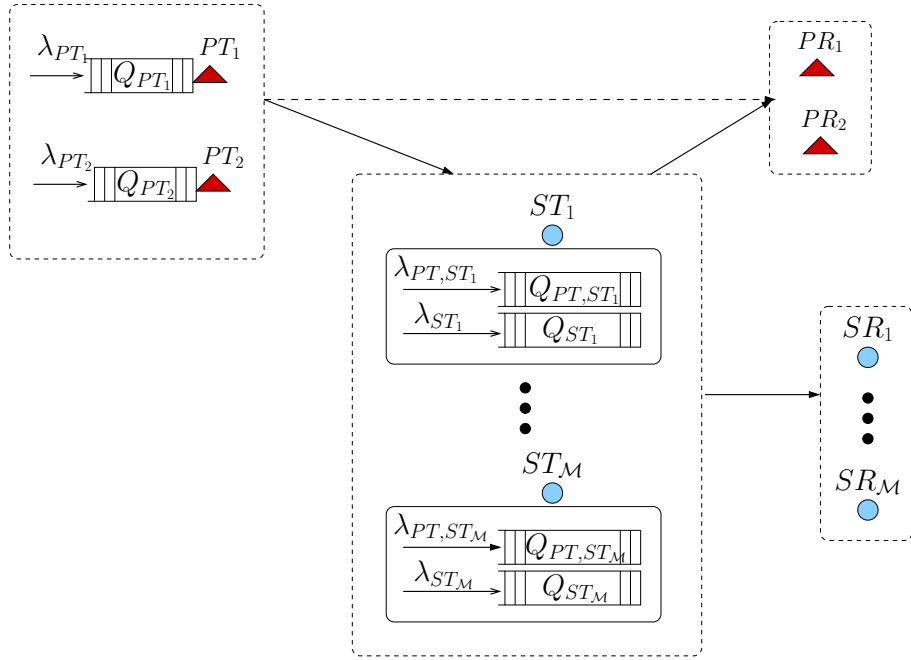 λ_{PT_1}
Q_{PT_1}
PT_1
λ_{PT_2}
Q_{PT_2}
PT_2
PR_1
PR_2
ST_1
λ_{PT,ST_1}
Q_{PT,ST_1}
λ_{ST_1}
Q_{ST_1}
ST_ℳ
λ_{PT,ST_ℳ}
Q_{PT,ST_ℳ}
λ_{ST_ℳ}
Q_{ST_ℳ}
SR_1
SR_ℳ